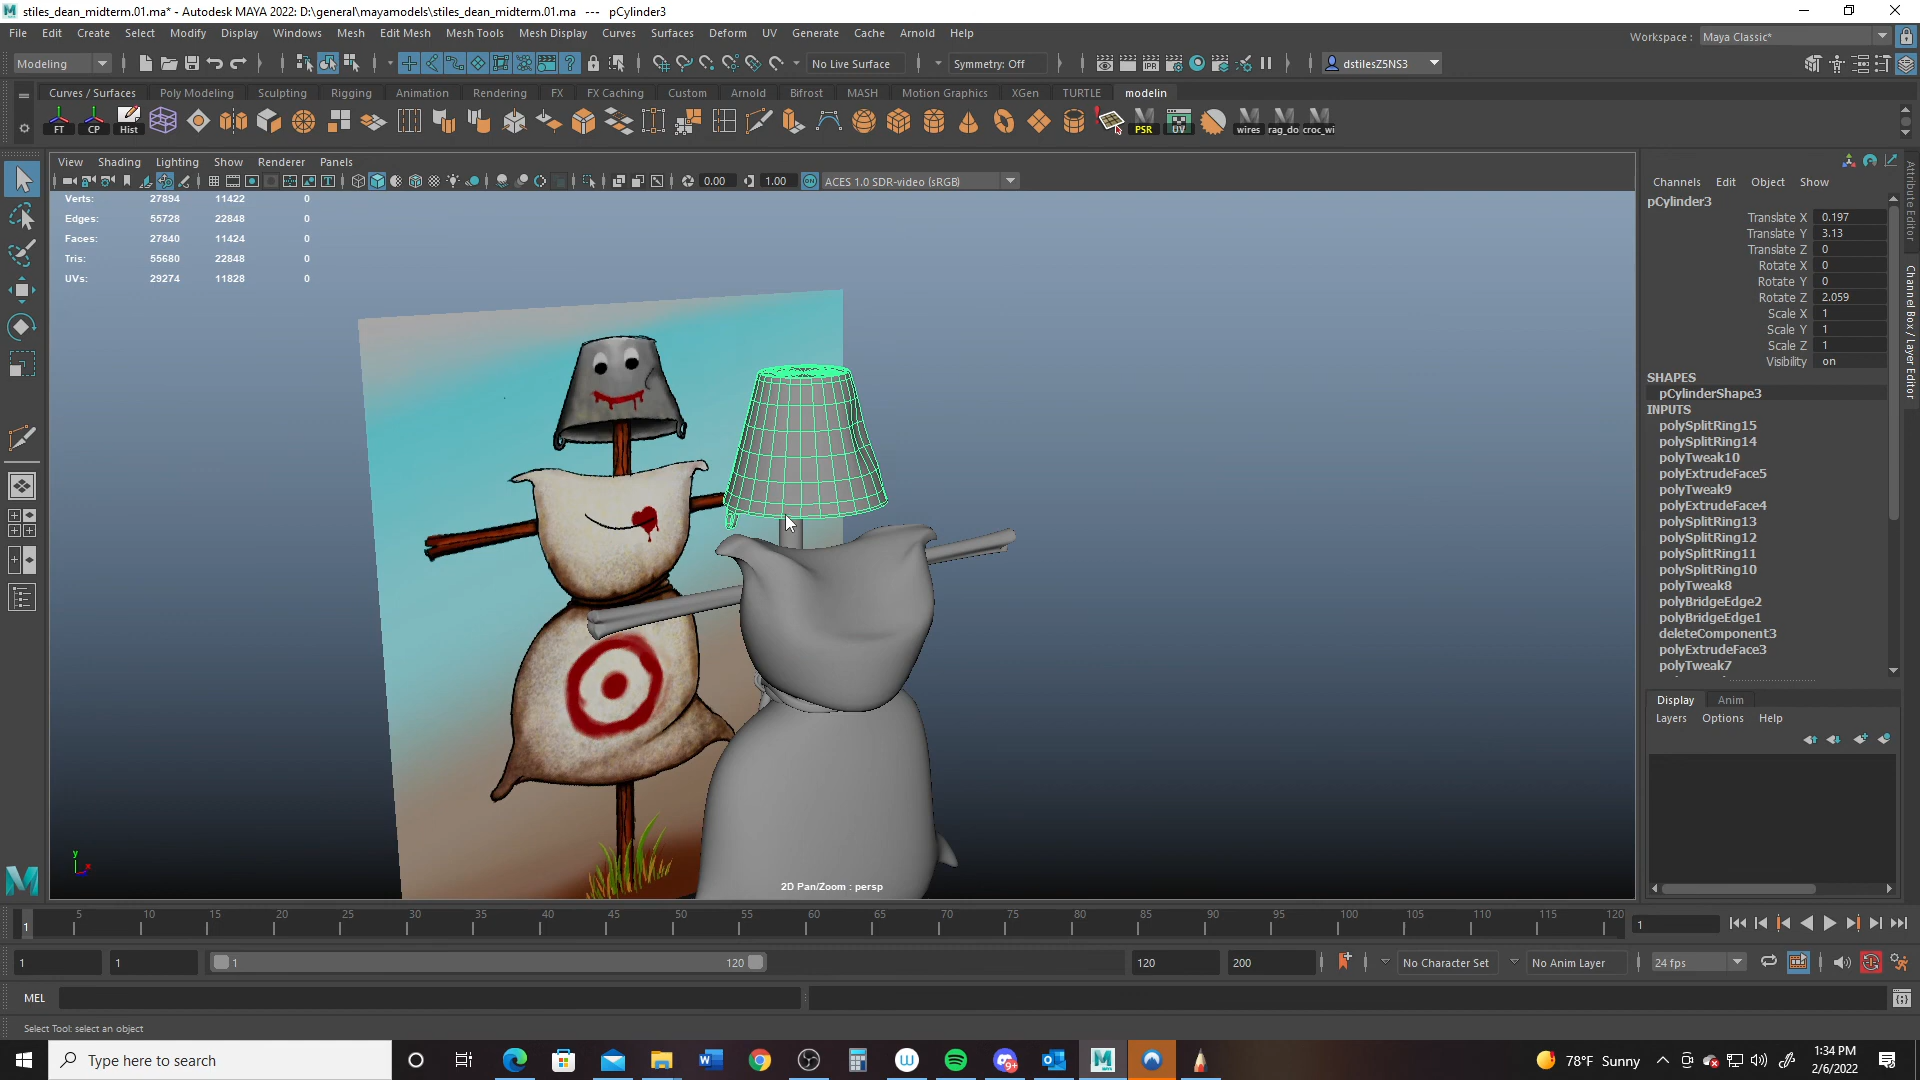 stiles_dean_midterm.01.ma* - Autodesk MAYA 2022: D:\general\mayamodels\stiles_dean_midterm.01.ma --- pCylinder3
File Edit Create Select Modify Display Windows Mesh Edit Mesh Mesh Tools Mesh Display Curves Surfaces Deform UV Generate Cache Arnold Help
Workspace : Maya Classic*
Modeling No Live Surface Symmetry: Off dstilesZ5NS3
Curves / Surfaces Poly Modeling Sculpting Rigging Animation Rendering FX FX Caching Custom Arnold Bifrost MASH Motion Graphics XGen TURTLE modelin
FT CP Hist PSR UV wires rag_do croc_wi
View Shading Lighting Show Renderer Panels
0.00 1.00 ON ACES 1.0 SDR-video (sRGB)
Verts: 27894 11422 0
Edges: 55728 22848 0
Faces: 27840 11424 0
Tris: 55680 22848 0
UVs: 29274 11828 0
y x
2D Pan/Zoom : persp
Channels Edit Object Show
pCylinder3
Translate X 0.197
Translate Y 3.13
Translate Z 0
Rotate X 0
Rotate Y 0
Rotate Z 2.059
Scale X 1
Scale Y 1
Scale Z 1
Visibility on
SHAPES
pCylinderShape3
INPUTS
polySplitRing15
polySplitRing14
polyTweak10
polyExtrudeFace5
polyTweak9
polyExtrudeFace4
polySplitRing13
polySplitRing12
polySplitRing11
polySplitRing10
polyTweak8
polyBridgeEdge2
polyBridgeEdge1
deleteComponent3
polyExtrudeFace3
polyTweak7
Attribute Editor
Channel Box / Layer Editor
Display Anim
Layers Options Help
1 5 10 15 20 25 30 35 40 45 50 55 60 65 70 75 80 85 90 95 100 105 110 115 120 1
1 1 1 120 120 200 No Character Set No Anim Layer 24 fps
MEL
Select Tool: select an object
Type here to search 9+ 78°F Sunny 1:34 PM
2/6/2022